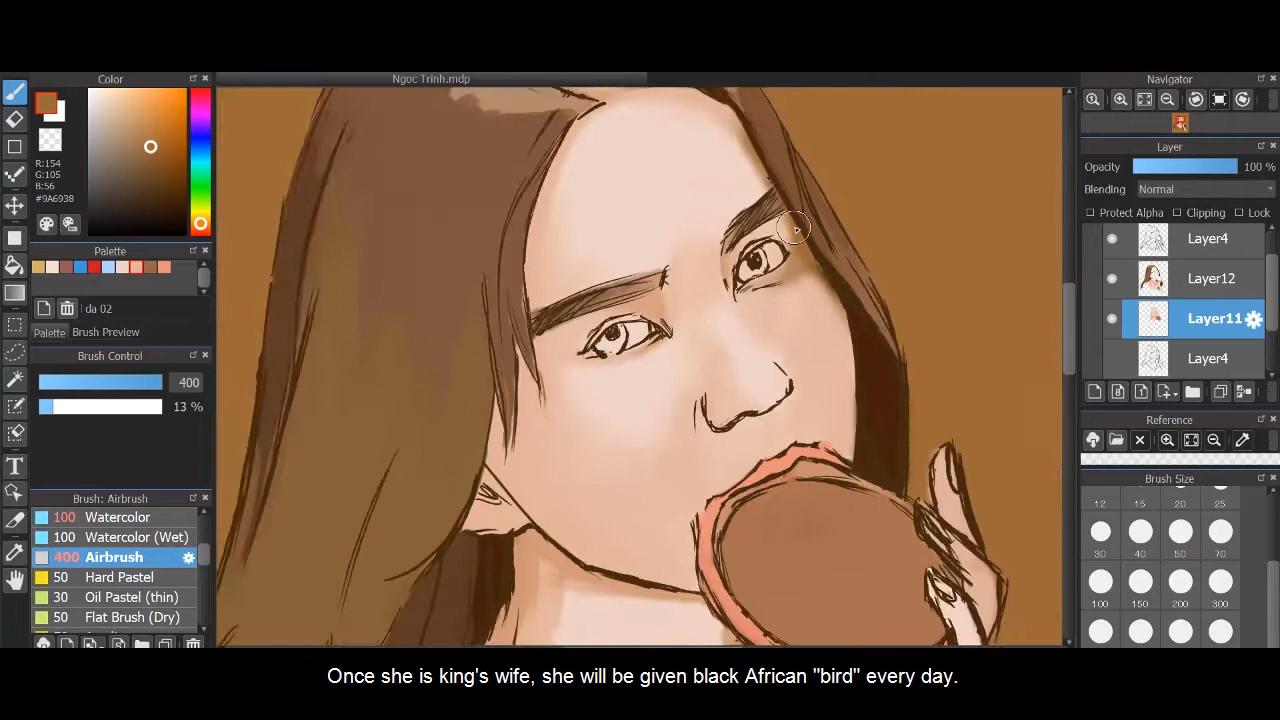 Color
Ngoc Trinh.mdp
Navigator
R:154
G:105
B:56
#9A6938
Layer
Opacity 100 %
Blending Normal
Protect Alpha Clipping Lock
Layer4
Layer12
Layer11
Layer4
Palette
da 02
Palette Brush Preview
Brush Control
400
13 %
Brush: Airbrush
100 Watercolor
100 Watercolor (Wet)
400 Airbrush
50 Hard Pastel
30 Oil Pastel (thin)
50 Flat Brush (Dry)
Reference
Brush Size
12 15 20 25
30 40 50 70
100 150 200 300
Once she is king's wife, she will be given black African "bird" every day.